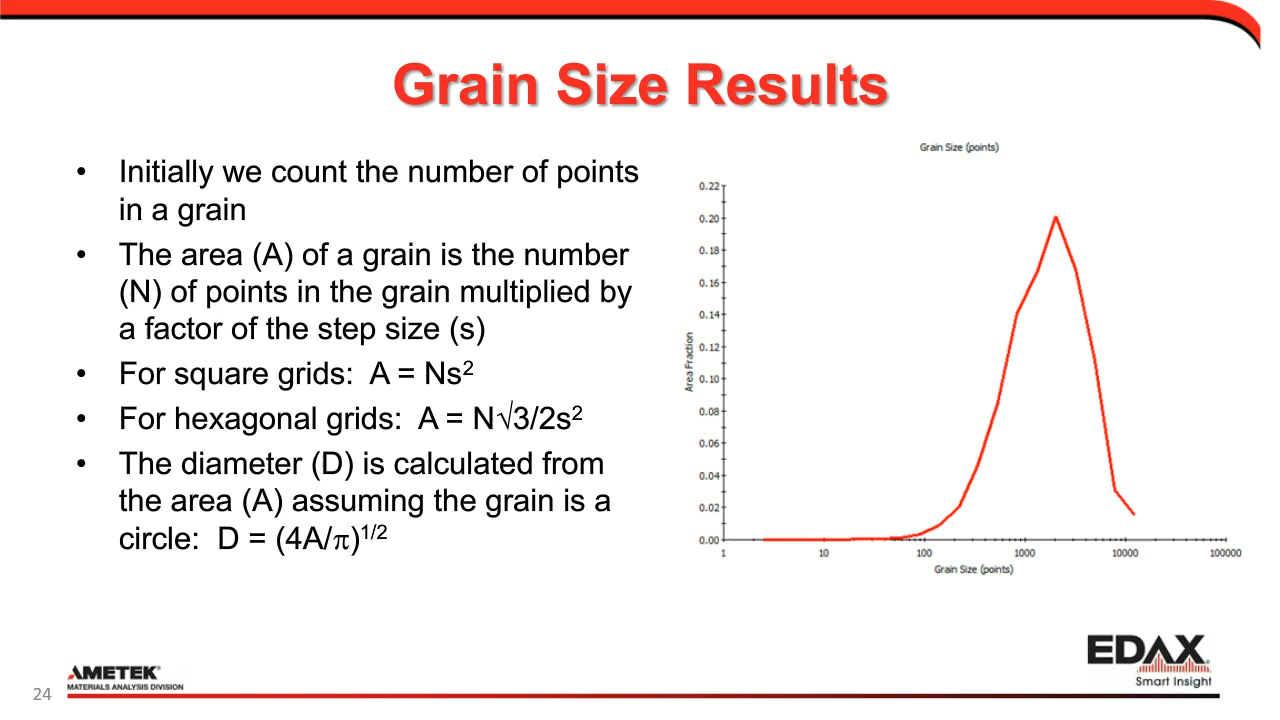 Grain Size Results
• Initially we count the number of points
in a grain
• The area (A) of a grain is the number
(N) of points in the grain multiplied by
a factor of the step size (s)
• For square grids:  A = Ns²
• For hexagonal grids:  A = N√3/2s²
• The diameter (D) is calculated from
the area (A) assuming the grain is a
circle:  D = (4A/π)^1/2
Grain Size (points)
0.22
0.20
0.18
0.16
0.14
0.12
0.10
0.08
0.06
0.04
0.02
0.00
Area Fraction
1 10 100 1000 10000 100000
Grain Size (points)
24
AMETEK®
MATERIALS ANALYSIS DIVISION
EDAX
Smart Insight